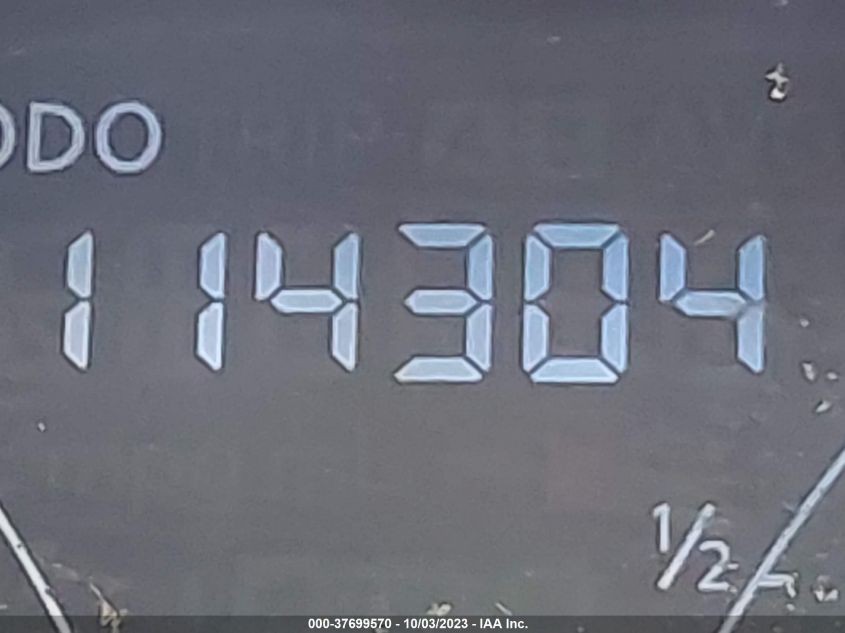 ODO
114304
1/2
000-37699570 - 10/03/2023 - IAA Inc.